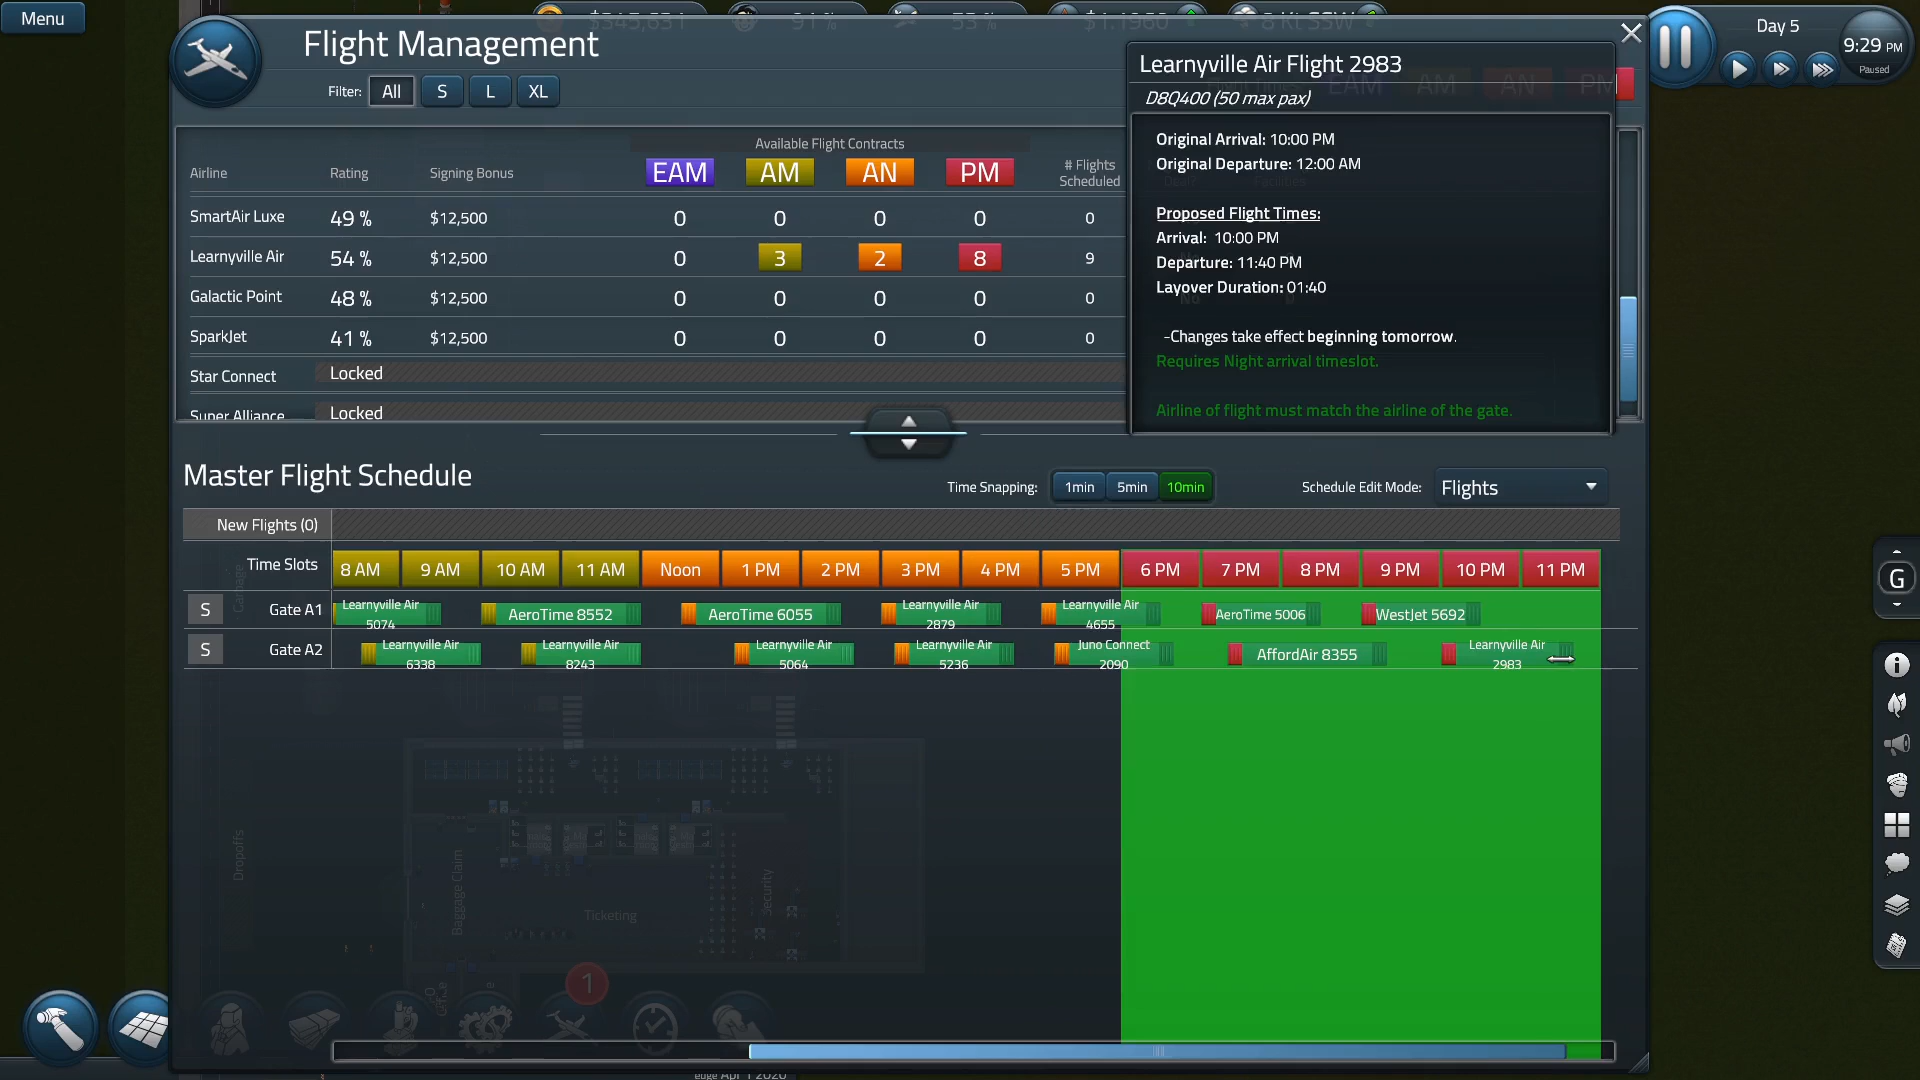 Menu
Flight Management
Day 5
9:29 PM
Paused
Filter: All S L XL
Learnyville Air Flight 2983
D8Q400 (50 max pax)
Original Arrival: 10:00 PM
Original Departure: 12:00 AM
Proposed Flight Times:
Arrival: 10:00 PM
Departure: 11:40 PM
Layover Duration: 01:40
-Changes take effect beginning tomorrow.
Requires Night arrival timeslot.
Airline of flight must match the airline of the gate.
Available Flight Contracts
Airline Rating Signing Bonus EAM AM AN PM # Flights Scheduled
SmartAir Luxe 49 % $12,500 0 0 0 0 0
Learnyville Air 54 % $12,500 0 3 2 8 9
Galactic Point 48 % $12,500 0 0 0 0 0
SparkJet 41 % $12,500 0 0 0 0 0
Star Connect Locked
Super Alliance Locked
Master Flight Schedule
Time Snapping: 1min 5min 10min
Schedule Edit Mode: Flights
New Flights (0)
Time Slots 8 AM 9 AM 10 AM 11 AM Noon 1 PM 2 PM 3 PM 4 PM 5 PM 6 PM 7 PM 8 PM 9 PM 10 PM 11 PM
S Gate A1 Learnyville Air 5074 AeroTime 8552 AeroTime 6055 Learnyville Air 2879 Learnyville Air 4655 AeroTime 5006 WestJet 5692
S Gate A2 Learnyville Air 6338 Learnyville Air 8243 Learnyville Air 5064 Learnyville Air 5236 Juno Connect 2090 AffordAir 8355 Learnyville Air 2983
G
Dropoffs
Baggage Claim
Ticketing
Security
1